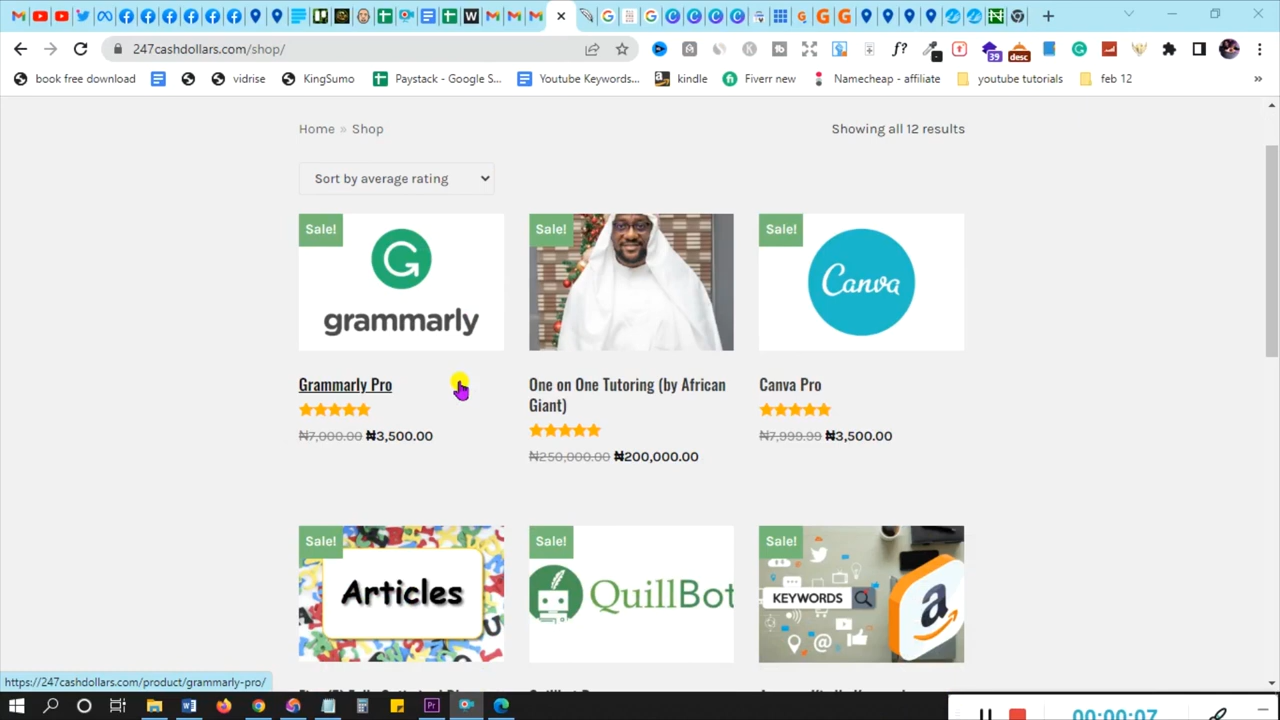 247cashdollars.com/shop/
39
desc
book free download
vidrise
KingSumo
Paystack - Google S...
Youtube Keywords...
kindle
Fiverr new
Namecheap - affiliate
youtube tutorials
feb 12
Home » Shop
Showing all 12 results
Sort by average rating
Sale!
grammarly
Sale!
Sale!
Canva
Grammarly Pro
One on One Tutoring (by African
Giant)
Canva Pro
₦7,000.00 ₦3,500.00
₦250,000.00 ₦200,000.00
₦7,999.99 ₦3,500.00
Sale!
Articles
Sale!
QuillBot
Sale!
KEYWORDS
https://247cashdollars.com/product/grammarly-pro/
00:00:07